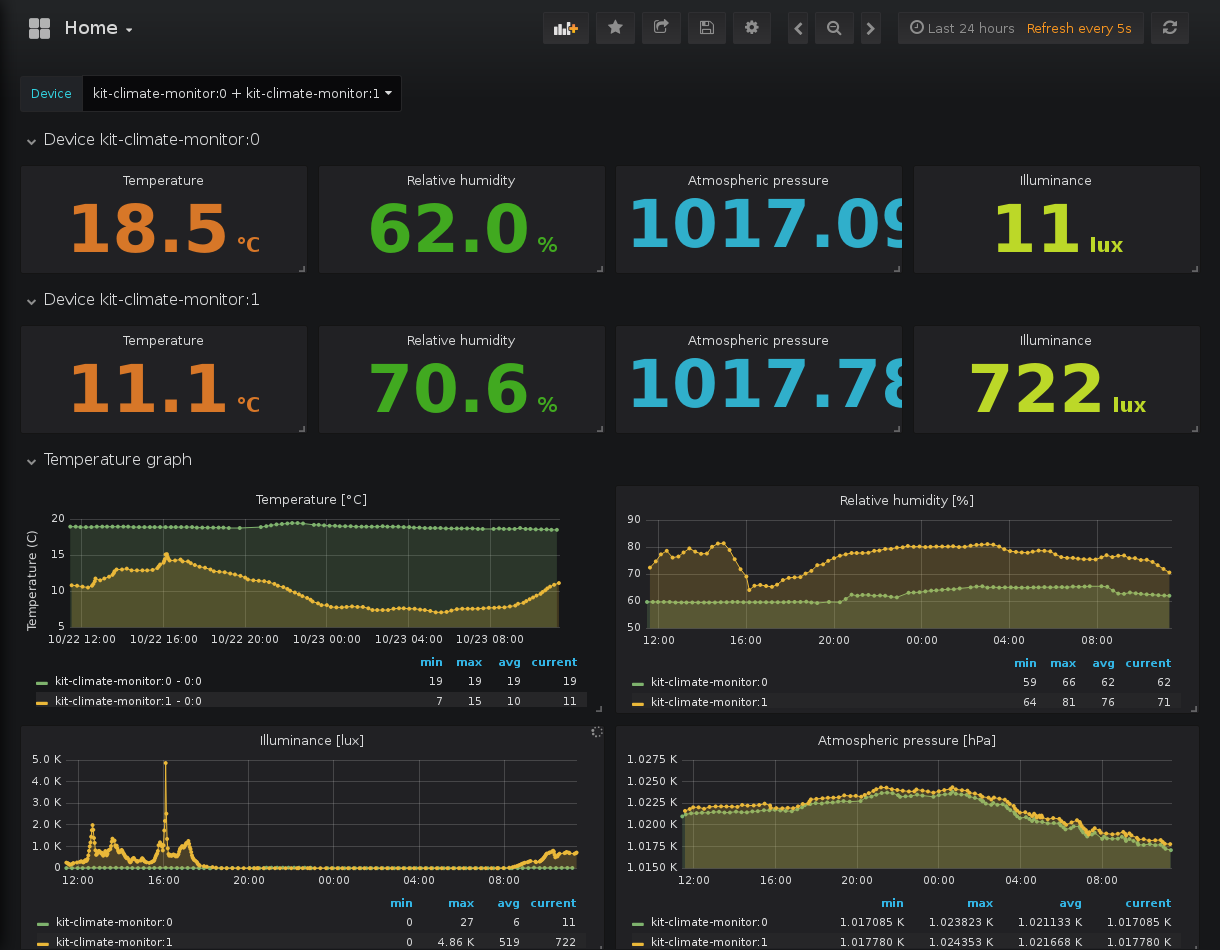 Home
Last 24 hours Refresh every 5s
Device kit-climate-monitor:0 + kit-climate-monitor:1
Device kit-climate-monitor:0
Temperature Relative humidity Atmospheric pressure Illuminance
18.5 °C 62.0 % 1017.09 11 lux
Device kit-climate-monitor:1
Temperature Relative humidity Atmospheric pressure Illuminance
11.1 °C 70.6 % 1017.78 722 lux
Temperature graph
Temperature [°C]
Temperature (C)
20
15
10
5
10/22 12:00 10/22 16:00 10/22 20:00 10/23 00:00 10/23 04:00 10/23 08:00
min max avg current
kit-climate-monitor:0 - 0:0 19 19 19 19
kit-climate-monitor:1 - 0:0 7 15 10 11
Relative humidity [%]
90
80
70
60
50
12:00 16:00 20:00 00:00 04:00 08:00
min max avg current
kit-climate-monitor:0 59 66 62 62
kit-climate-monitor:1 64 81 76 71
Illuminance [lux]
5.0 K
4.0 K
3.0 K
2.0 K
1.0 K
0
12:00 16:00 20:00 00:00 04:00 08:00
min max avg current
kit-climate-monitor:0 0 27 6 11
kit-climate-monitor:1 0 4.86 K 519 722
Atmospheric pressure [hPa]
1.0275 K
1.0250 K
1.0225 K
1.0200 K
1.0175 K
1.0150 K
12:00 16:00 20:00 00:00 04:00 08:00
min max avg current
kit-climate-monitor:0 1.017085 K 1.023823 K 1.021133 K 1.017085 K
kit-climate-monitor:1 1.017780 K 1.024353 K 1.021668 K 1.017780 K